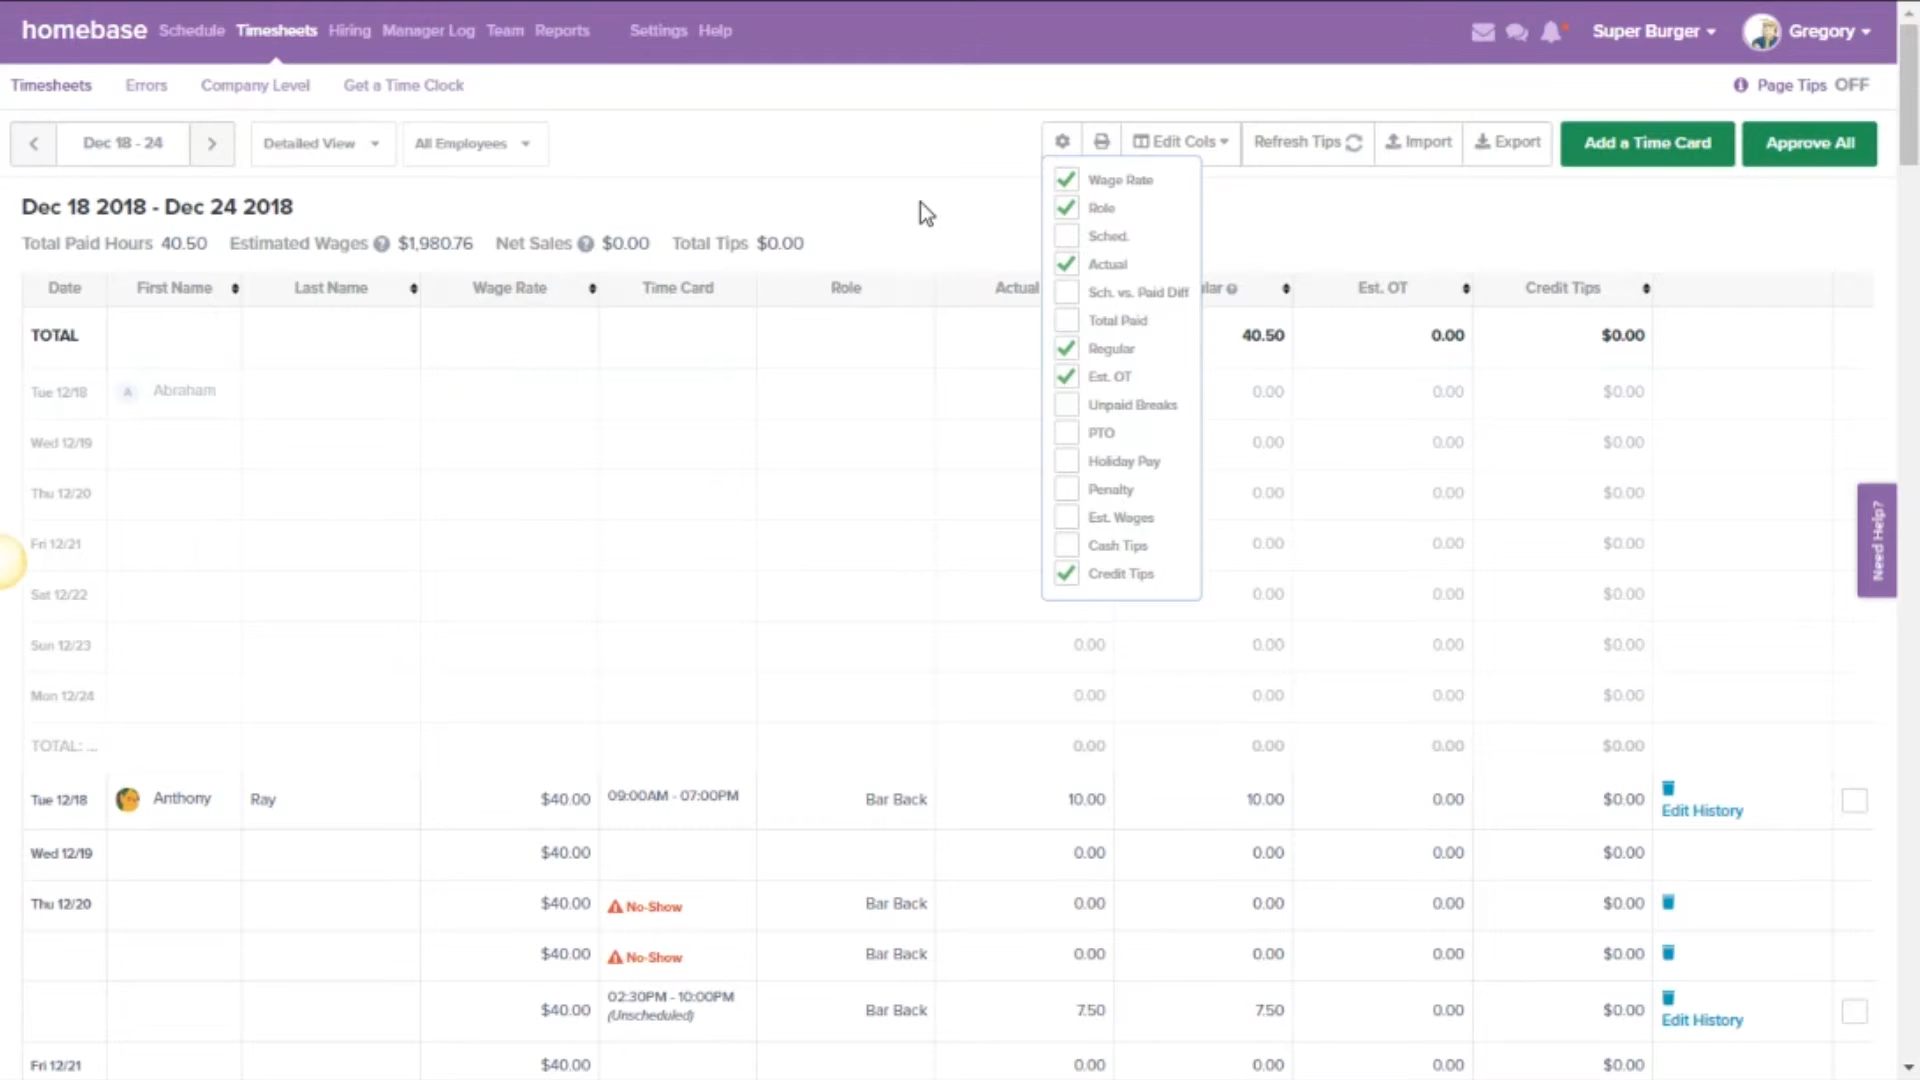 homebase Schedule Timesheets Hiring Manager Log Team Reports Settings Help Super Burger Gregory
Timesheets Errors Company Level Get a Time Clock Page Tips OFF
Dec 18 - 24 Detailed View All Employees Edit Cols Refresh Tips Import Export Add a Time Card Approve All
Wage Rate
Role
Sched.
Actual
Sch. vs. Paid Diff
Total Paid
Regular
Est. OT
Unpaid Breaks
PTO
Holiday Pay
Penalty
Est. Wages
Cash Tips
Credit Tips
Dec 18 2018 - Dec 24 2018
Total Paid Hours 40.50 Estimated Wages ? $1,980.76 Net Sales ? $0.00 Total Tips $0.00
Date First Name Last Name Wage Rate Time Card Role Actual lar Est. OT Credit Tips
TOTAL 40.50 0.00 $0.00
Tue 12/18 A Abraham 0.00 0.00 $0.00
Wed 12/19 0.00 0.00 $0.00
Thu 12/20 0.00 0.00 $0.00
Fri 12/21 0.00 0.00 $0.00
Sat 12/22 0.00 0.00 $0.00
Sun 12/23 0.00 0.00 0.00 $0.00
Mon 12/24 0.00 0.00 0.00 $0.00
TOTAL: ... 0.00 0.00 0.00 $0.00
Tue 12/18 Anthony Ray $40.00 09:00AM - 07:00PM Bar Back 10.00 10.00 0.00 $0.00 Edit History
Wed 12/19 $40.00 0.00 0.00 0.00 $0.00
Thu 12/20 $40.00 No-Show Bar Back 0.00 0.00 0.00 $0.00
$40.00 No-Show Bar Back 0.00 0.00 0.00 $0.00
$40.00 02:30PM - 10:00PM (Unscheduled) Bar Back 7.50 7.50 0.00 $0.00 Edit History
Fri 12/21 $40.00 0.00 0.00 0.00 $0.00
Need Help?